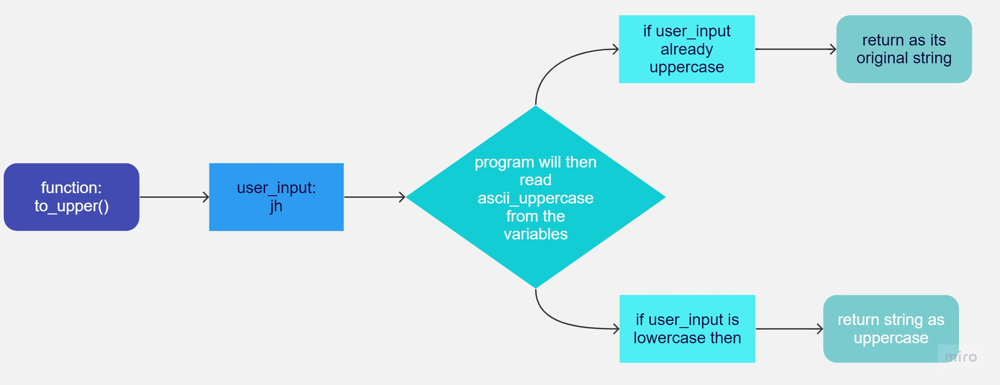 function:
to_upper()
user_input:
jh
program will then
read
ascii_uppercase
from the
variables
if user_input
already
uppercase
return as its
original string
if user_input is
lowercase then
return string as
uppercase
miro